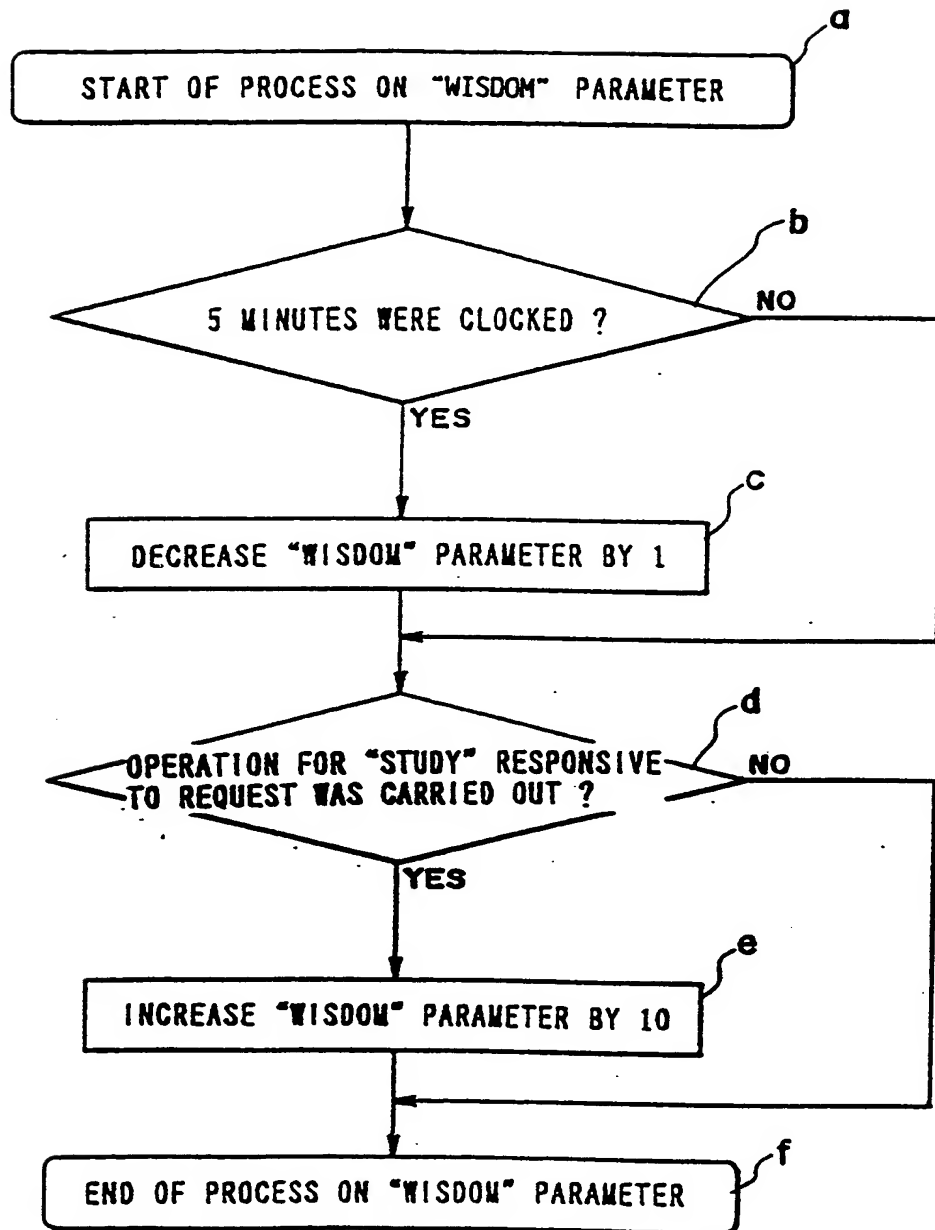 a
START OF PROCESS ON "WISDOM" PARAMETER
b
5 MINUTES WERE CLOCKED ?
NO
YES
c
DECREASE "WISDOM" PARAMETER BY 1
d
OPERATION FOR "STUDY" RESPONSIVE
TO REQUEST WAS CARRIED OUT ?
NO
YES
e
INCREASE "WISDOM" PARAMETER BY 10
f
END OF PROCESS ON "WISDOM" PARAMETER